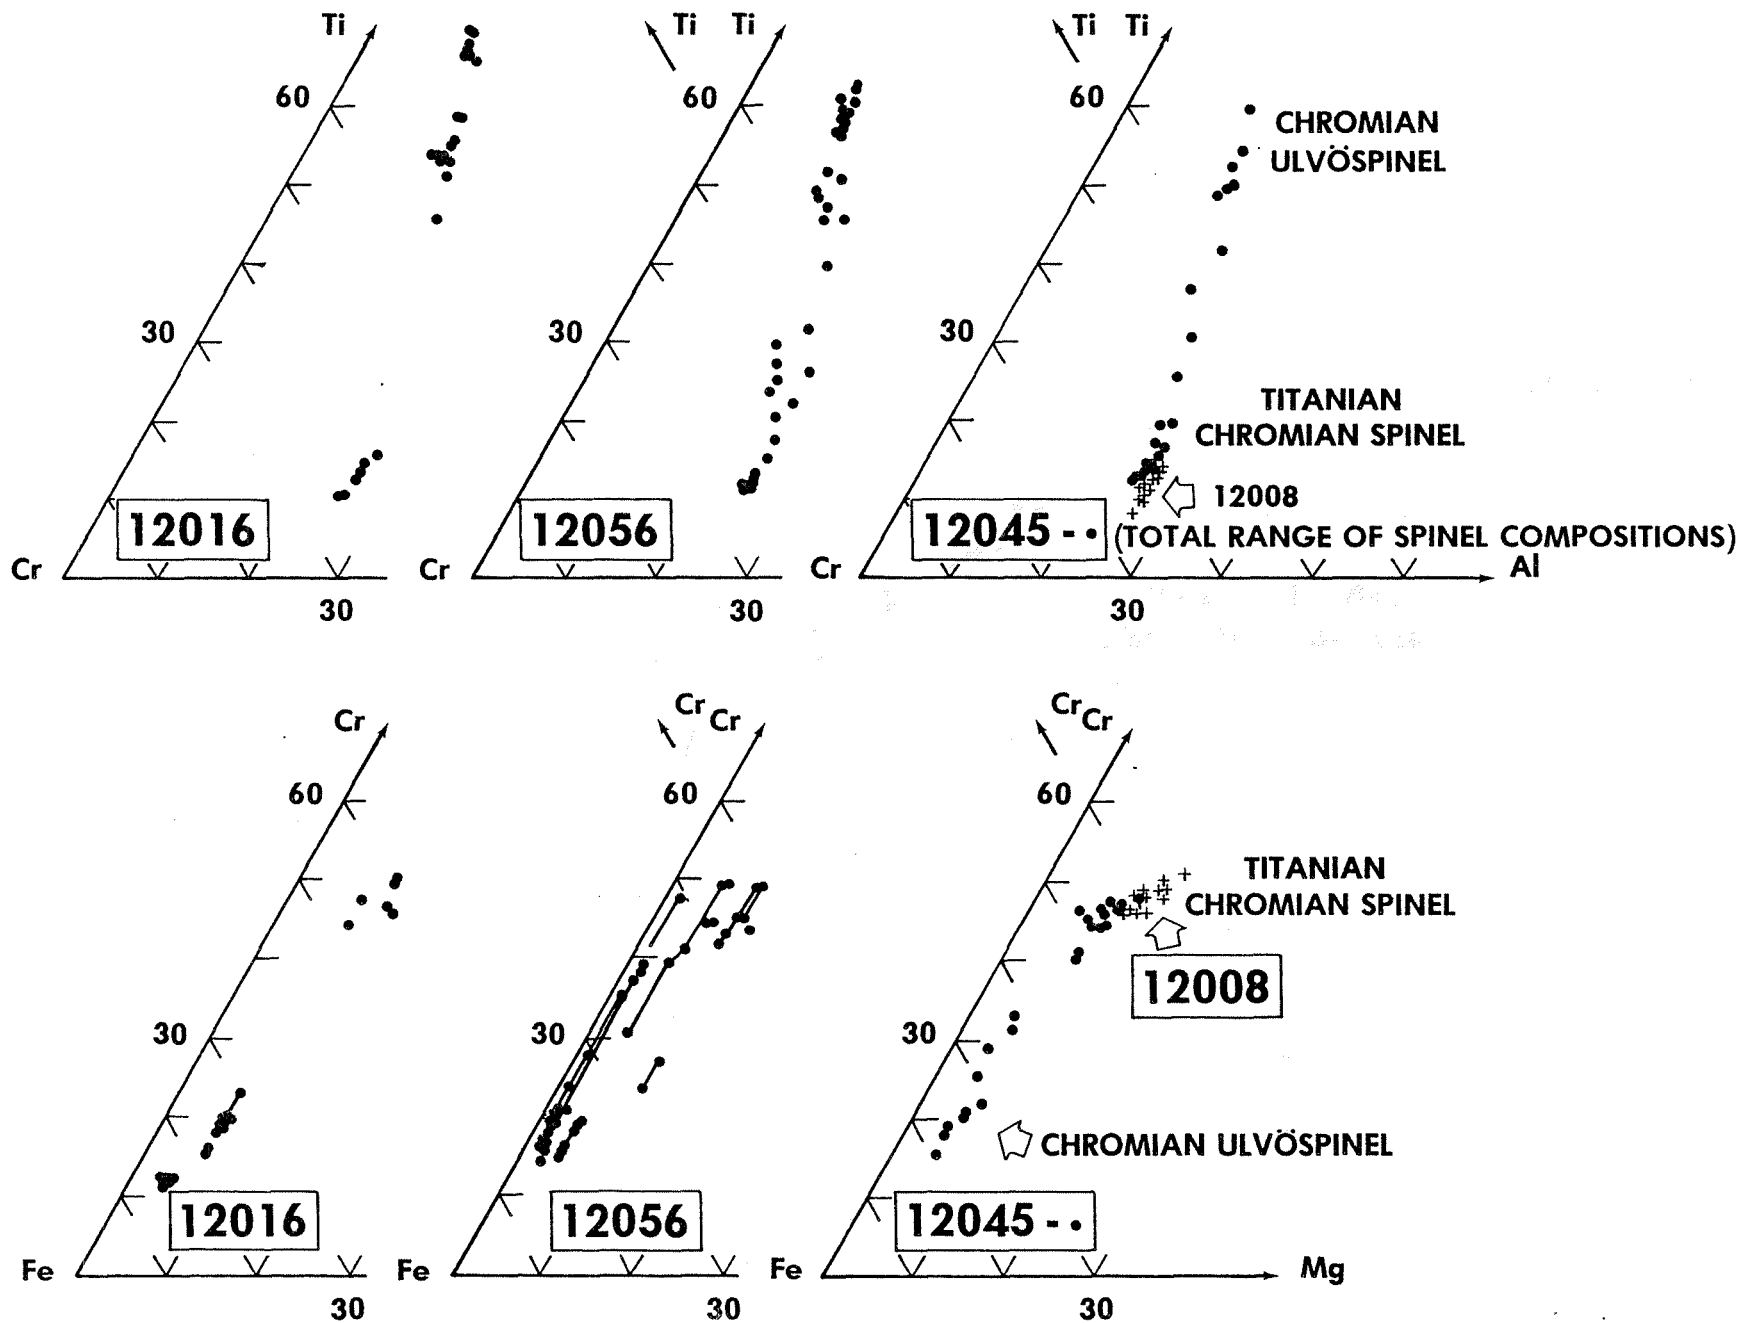 Ti
Ti Ti
Ti Ti
60
60
60
CHROMIAN
ULVÖSPINEL
30
30
30
TITANIAN
CHROMIAN SPINEL
12008
12016
12056
12045 - • (TOTAL RANGE OF SPINEL COMPOSITIONS)
Cr
Cr
Cr
Al
30
30
30
Cr
Cr Cr
Cr Cr
60
60
60
TITANIAN
CHROMIAN SPINEL
12008
30
30
30
CHROMIAN ULVÖSPINEL
12016
12056
12045 - •
Fe
Fe
Fe
Mg
30
30
30